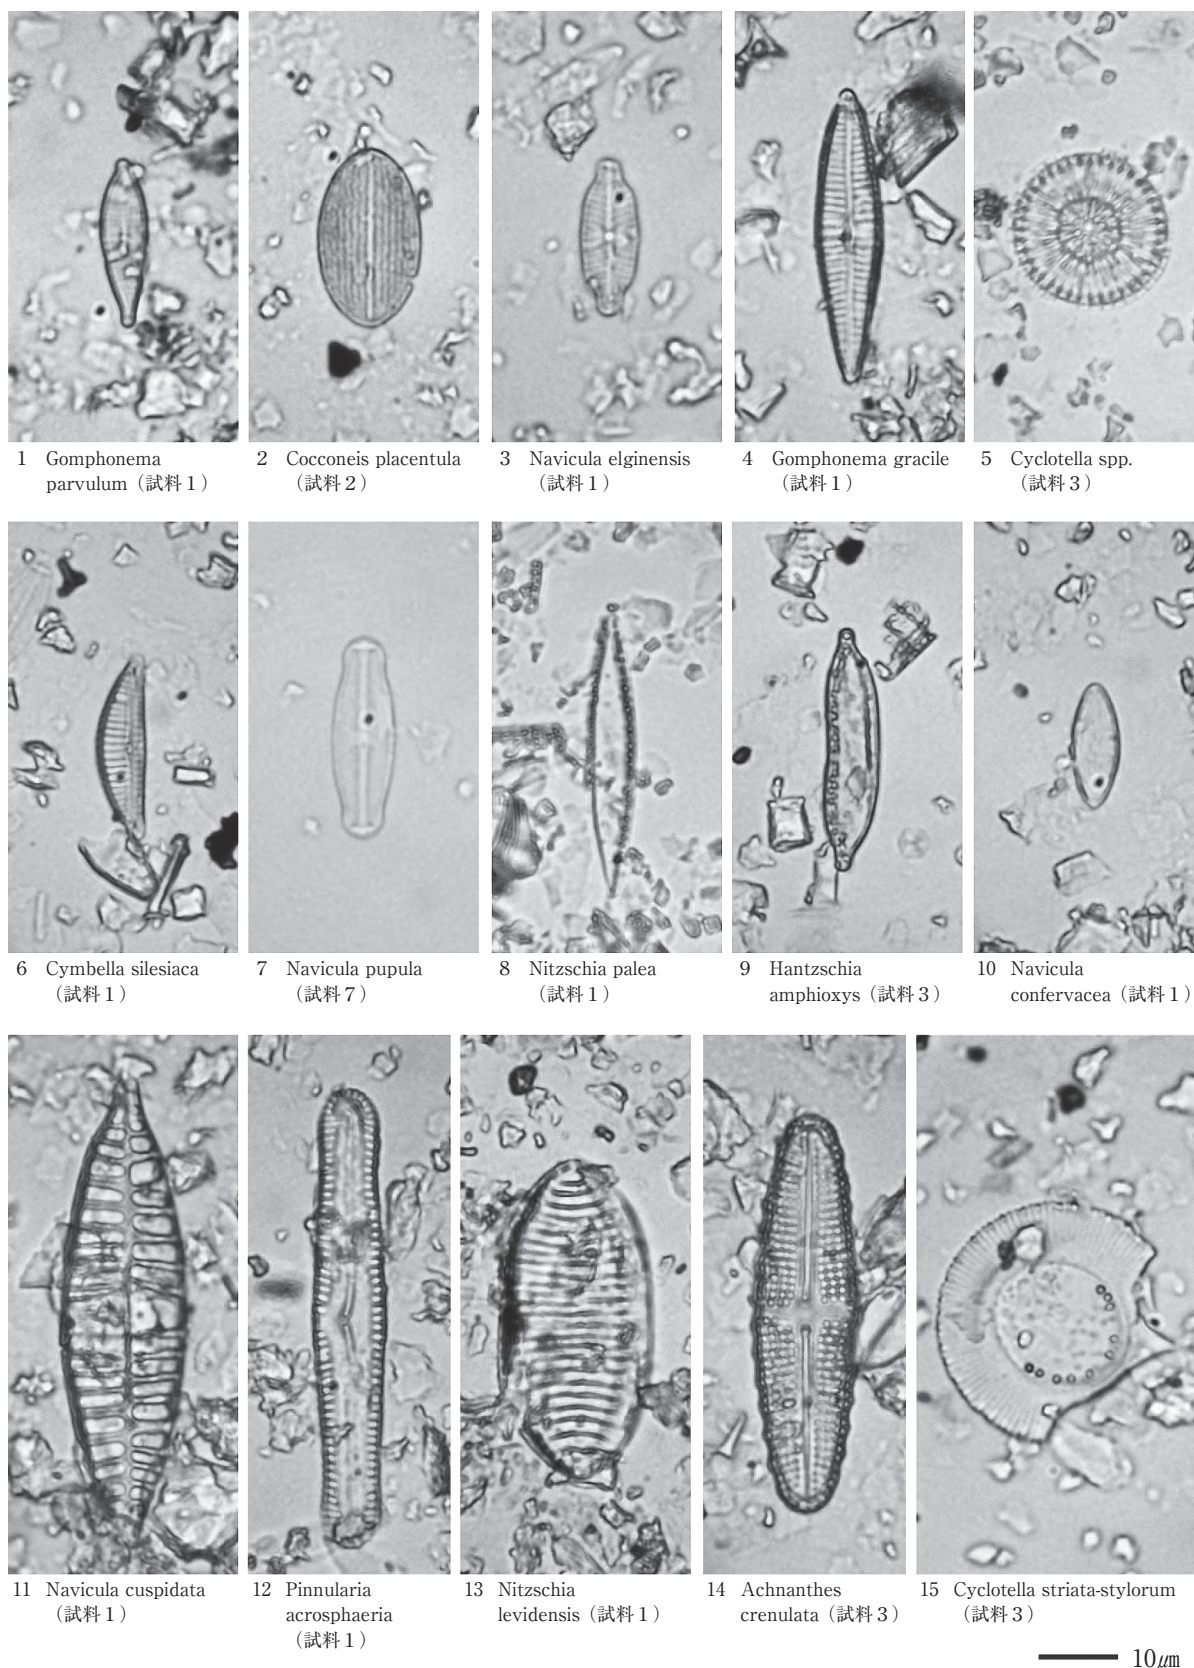 1 Gomphonema
parvulum（試料1）
2 Cocconeis placentula
（試料2）
3 Navicula elginensis
（試料1）
4 Gomphonema gracile
（試料1）
5 Cyclotella spp.
（試料3）
6 Cymbella silesiaca
（試料1）
7 Navicula pupula
（試料7）
8 Nitzschia palea
（試料1）
9 Hantzschia
amphioxys（試料3）
10 Navicula
confervacea（試料1）
11 Navicula cuspidata
（試料1）
12 Pinnularia
acrosphaeria
（試料1）
13 Nitzschia
levidensis（試料1）
14 Achnanthes
crenulata（試料3）
15 Cyclotella striata-stylorum
（試料3）
10μm